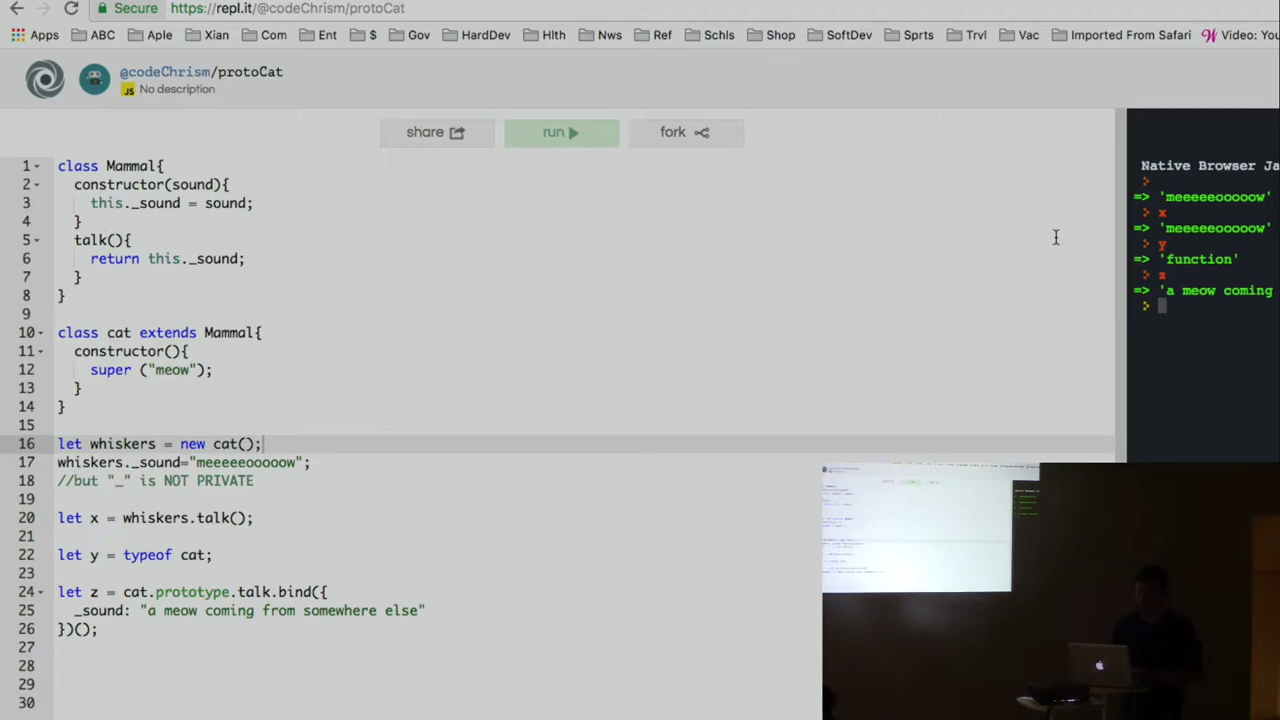 Secure https://repl.it/@codeChrism/protoCat
Apps ABC Aple Xian Com Ent $ Gov HardDev Hlth Nws Ref Schls Shop SoftDev Sprts Trvl Vac Imported From Safari Video: You
@codeChrism/protoCat
JS No description
share run fork
1 class Mammal{
2 constructor(sound){
3 this._sound = sound;
4 }
5 talk(){
6 return this._sound;
7 }
8 }
9
10 class cat extends Mammal{
11 constructor(){
12 super ("meow");
13 }
14 }
15
16 let whiskers = new cat();
17 whiskers._sound="meeeeeooooow";
18 //but "_" is NOT PRIVATE
19
20 let x = whiskers.talk();
21
22 let y = typeof cat;
23
24 let z = cat.prototype.talk.bind({
25 _sound: "a meow coming from somewhere else"
26 })();
27
28
29
30
Native Browser Ja
=> 'meeeeeooooow'
x
=> 'meeeeeooooow'
y
=> 'function'
z
=> 'a meow coming